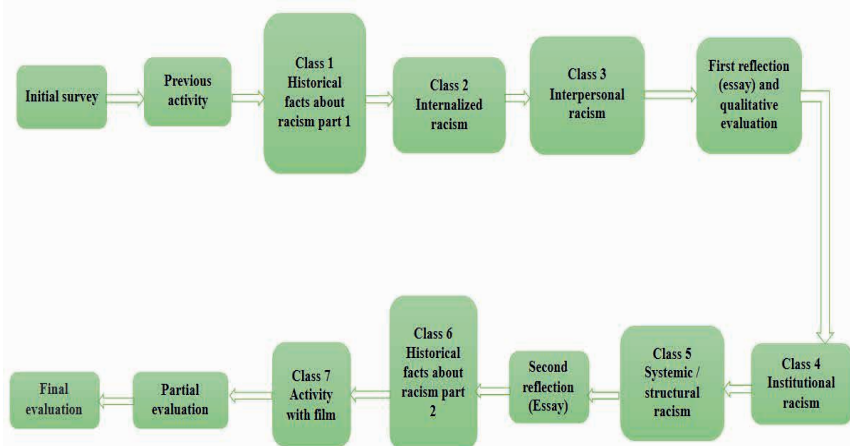 Initial survey
Previous
activity
Class 1
Historical
facts about
racism part 1
Class 2
Internalized
racism
Class 3
Interpersonal
racism
First reflection
(essay) and
qualitative
evaluation
Class 4
Institutional
racism
Class 5
Systemic /
structural
racism
Second
reflection
(Essay)
Class 6
Historical
facts about
racism part
2
Class 7
Activity
with film
Partial
evaluation
Final
evaluation